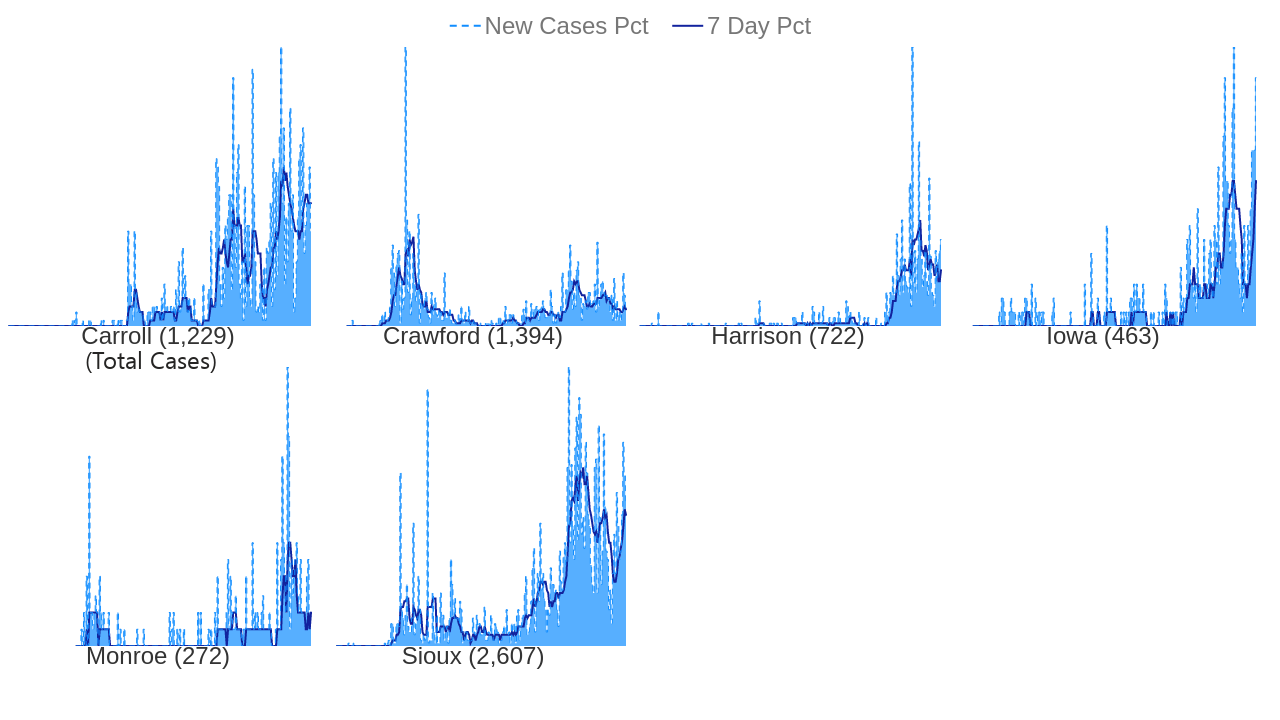 New Cases Pct 7 Day Pct
Carroll (1,229) Crawford (1,394) Harrison (722) Iowa (463)
(Total Cases)
Monroe (272) Sioux (2,607)